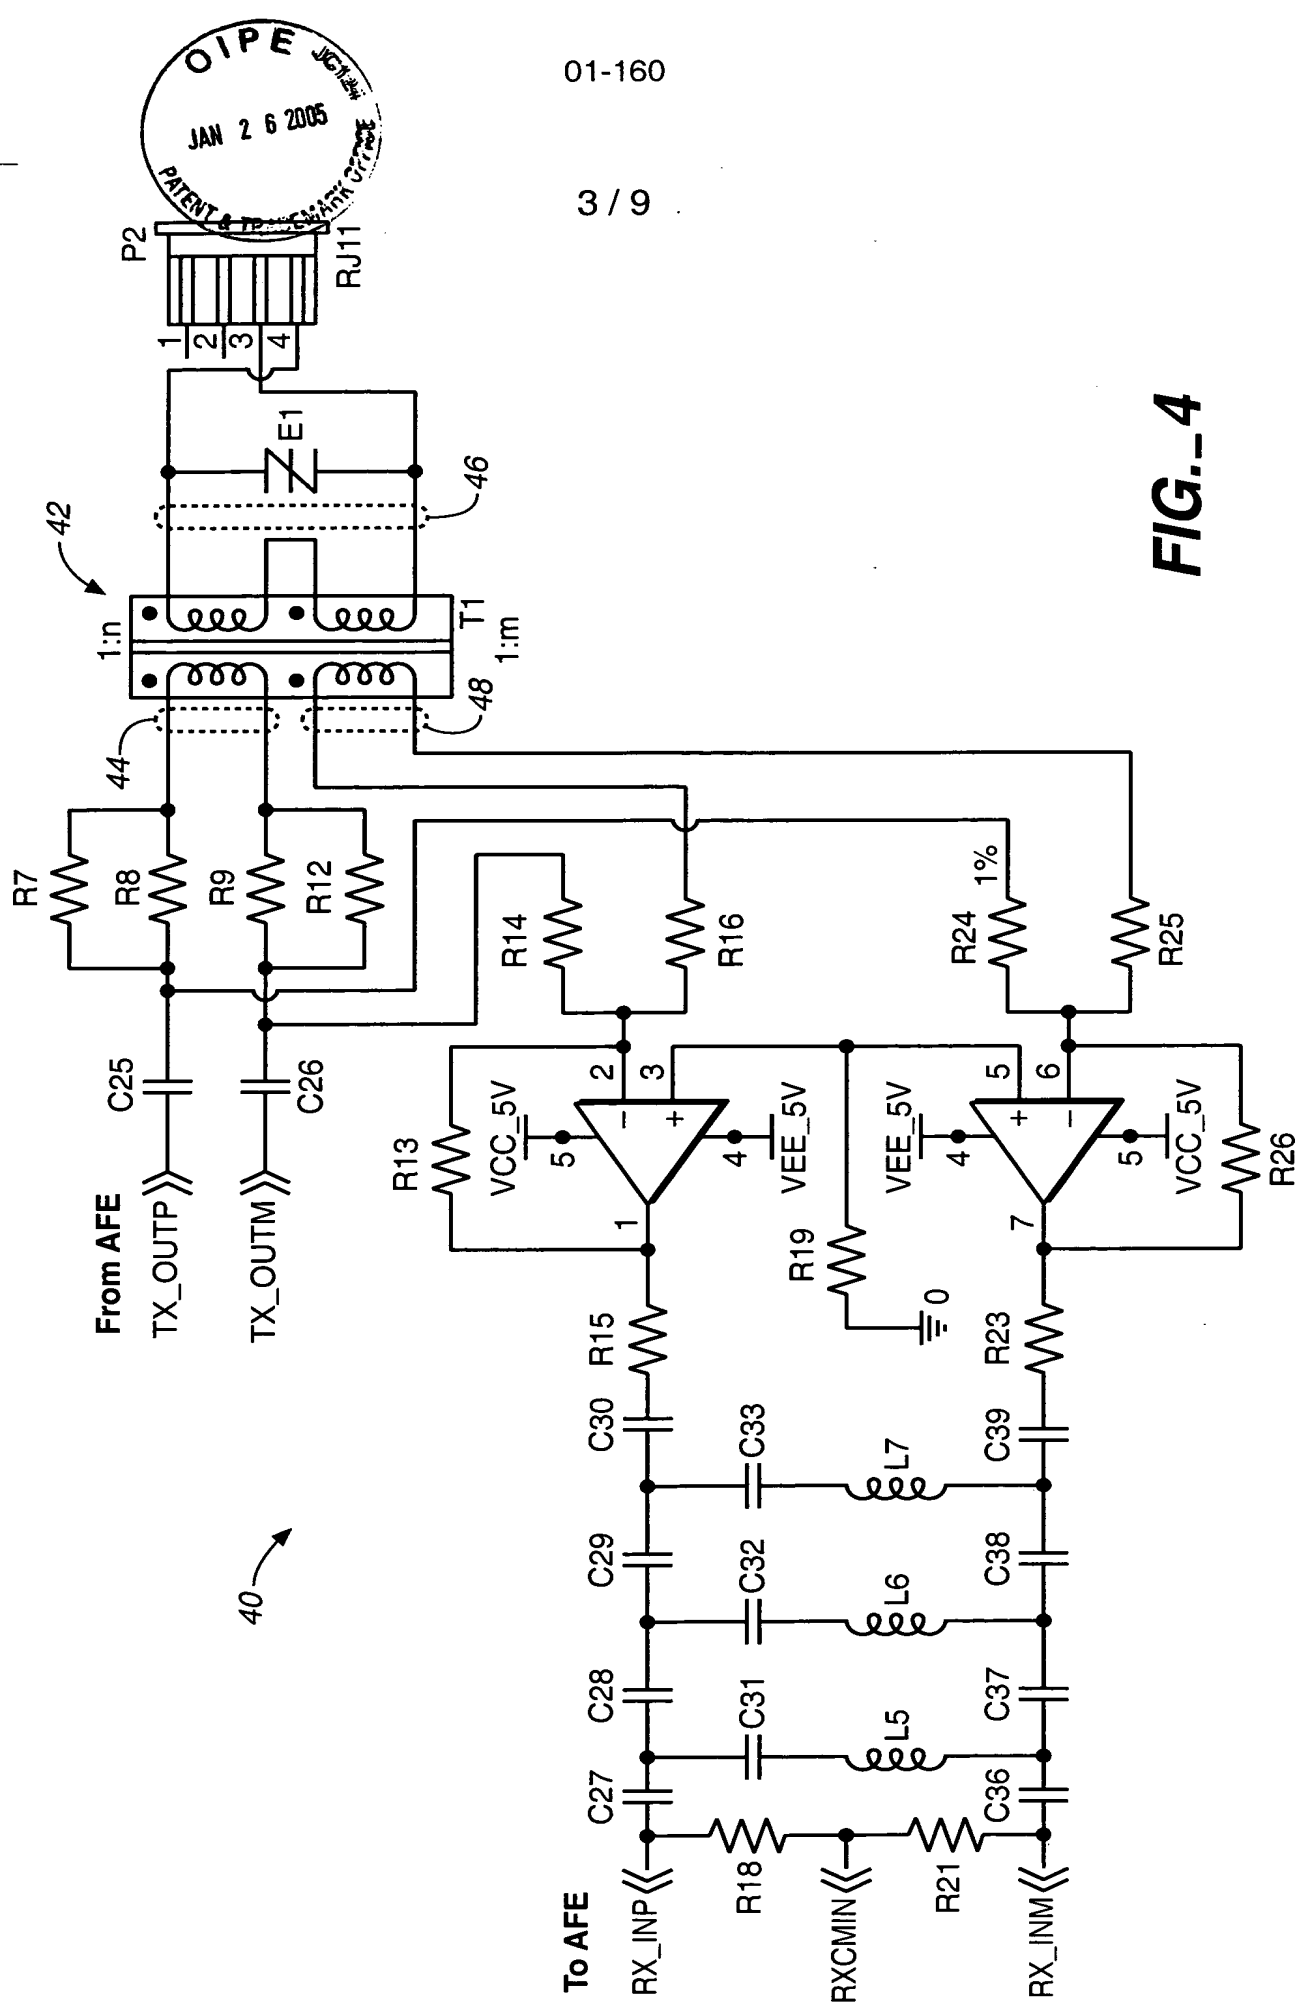 OIPE
JAN 2 6 2005
PATENT & TRADEMARK OFFICE
01-160
3 / 9
P2
RJ11
1
2
3
4
E1
46
42
1:n
T1
1:m
44
48
R7
R8
R9
R12
R14
R16
1%
R24
R25
C25
C26
From AFE
TX_OUTP
TX_OUTM
R13
VCC_5V
5
2
3
–
+
4
VEE_5V
1
R19
0
VEE_5V
4
5
6
+
–
5
VCC_5V
7
R26
R15
R23
C30
C33
L7
C39
40
C29
C32
L6
C38
C28
C31
L5
C37
C27
C36
R18
R21
To AFE
RX_INP
RXCMIN
RX_INM
FIG._4